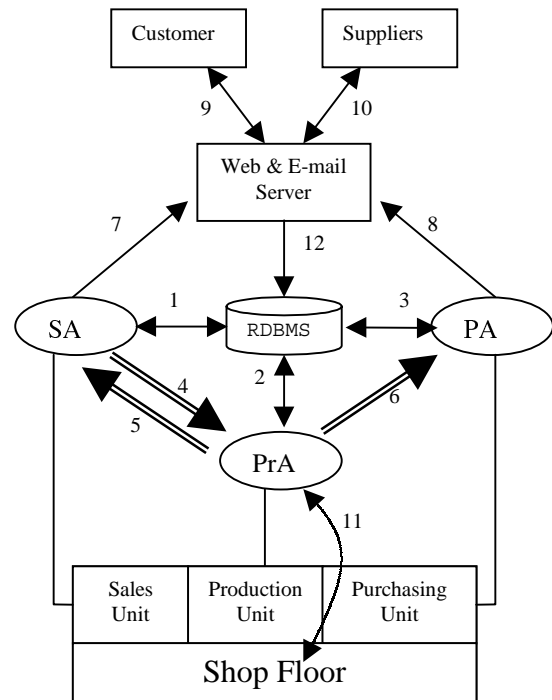 Customer
Suppliers
9
10
Web & E-mail
Server
7
12
8
SA
1
RDBMS
3
PA
4
2
5
6
PrA
11
Sales
Unit
Production
Unit
Purchasing
Unit
Shop Floor